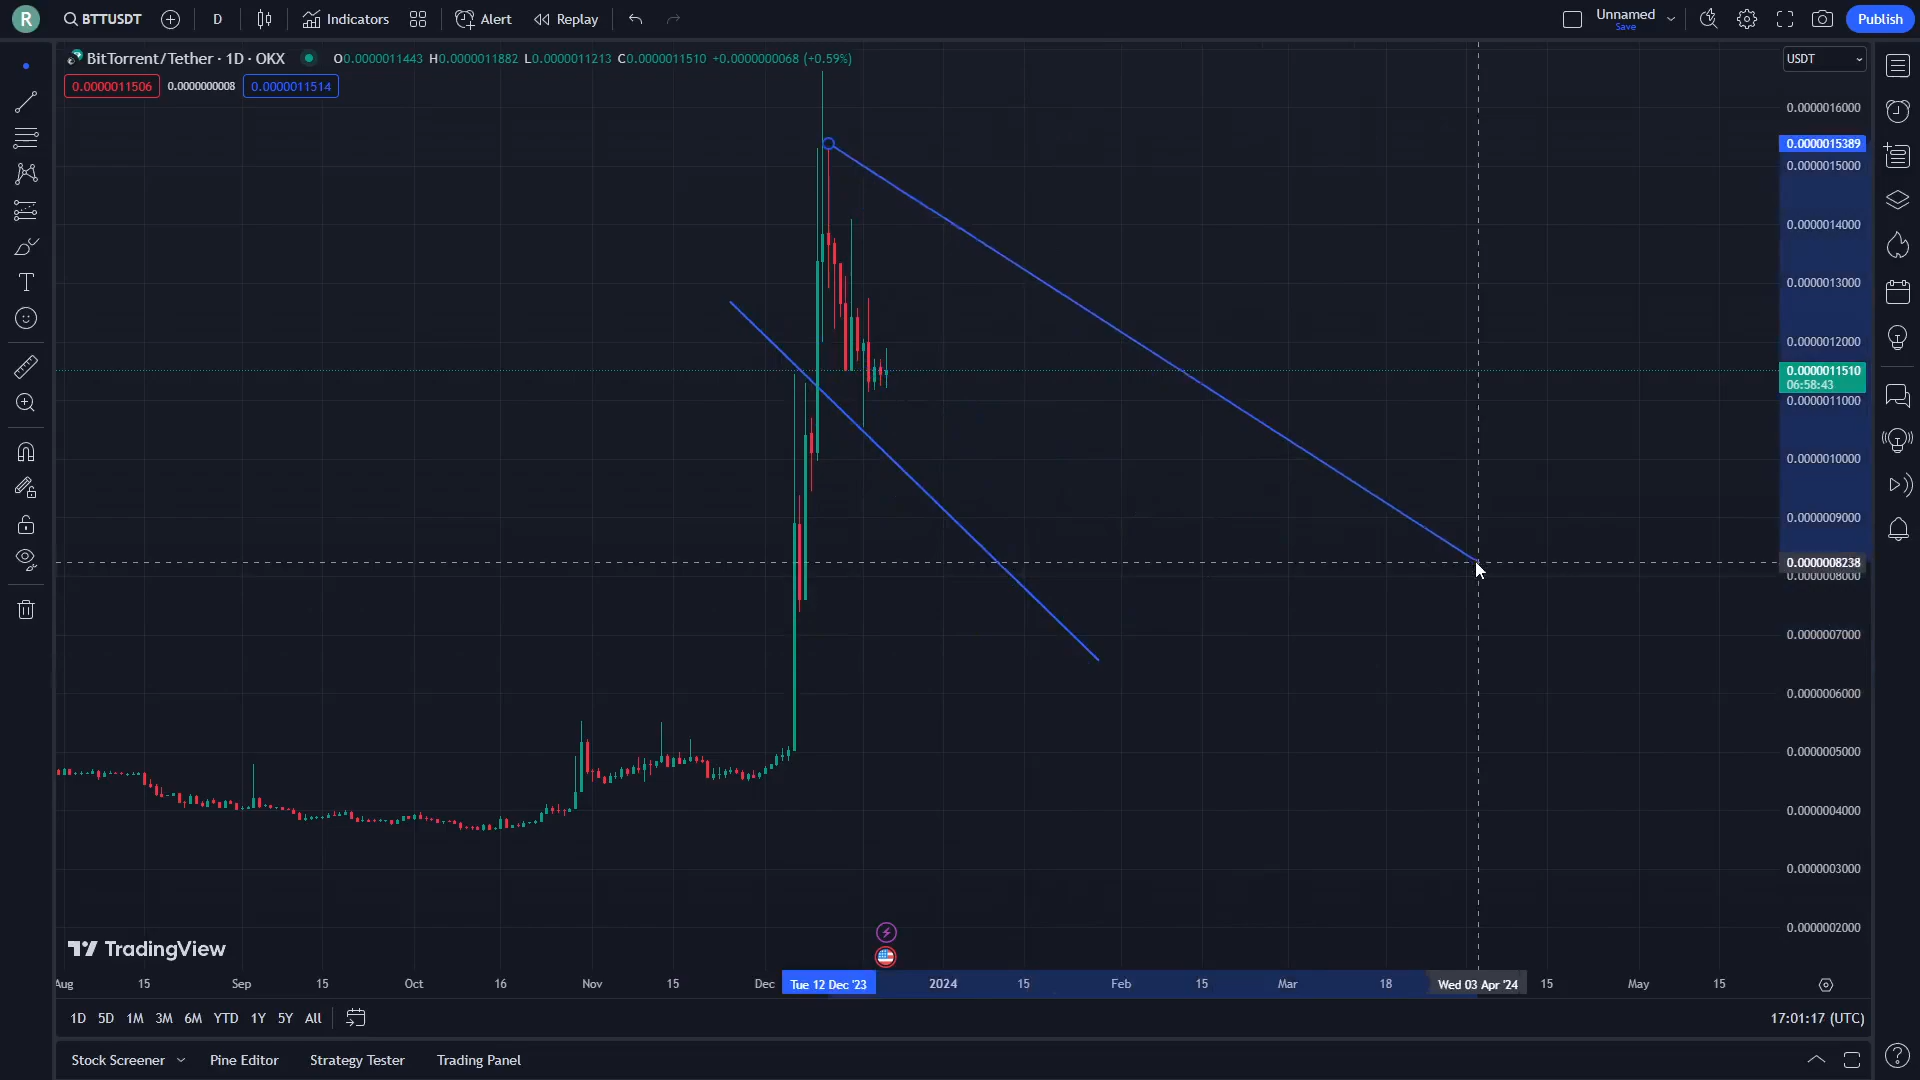 R BTTUSDT D Indicators Alert Replay Unnamed Save Publish
BitTorrent/Tether · 1D · OKX O0.0000011443 H0.0000011882 L0.0000011213 C0.0000011510 +0.0000000068 (+0.59%) USDT
0.0000011506 0.0000000008 0.0000011514
0.0000016000
0.0000015389
0.0000015000
0.0000014000
0.0000013000
0.0000012000
0.0000011510
06:58:43
0.0000011000
0.0000010000
0.0000009000
0.0000008238
0.0000008000
0.0000007000
0.0000006000
0.0000005000
0.0000004000
0.0000003000
0.0000002000
TradingView
Aug 15 Sep 15 Oct 16 Nov 15 Dec Tue 12 Dec '23 2024 15 Feb 15 Mar 18 Wed 03 Apr '24 15 May 15
1D 5D 1M 3M 6M YTD 1Y 5Y All 17:01:17 (UTC)
Stock Screener Pine Editor Strategy Tester Trading Panel